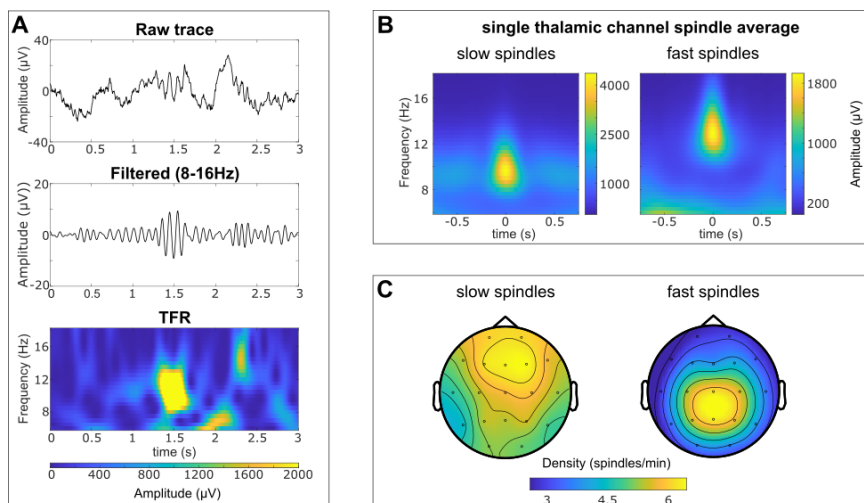 A
Raw trace
Amplitude (µV)
40
0
-40
0 0.5 1 1.5 2 2.5 3
Filtered (8-16Hz)
Amplitude (µV))
20
0
-20
0 0.5 1 1.5 2 2.5 3
TFR
Frequency (Hz)
16
12
8
0 0.5 1 1.5 2 2.5 3
time (s)
0 400 800 1200 1600 2000
Amplitude (µV)
B
single thalamic channel spindle average
slow spindles fast spindles
Frequency (Hz)
16
12
8
-0.5 0 0.5
time (s)
4000
2500
1000
-0.5 0 0.5
time (s)
1800
1000
200
Amplitude (µV)
C
slow spindles fast spindles
Density (spindles/min)
3 4.5 6